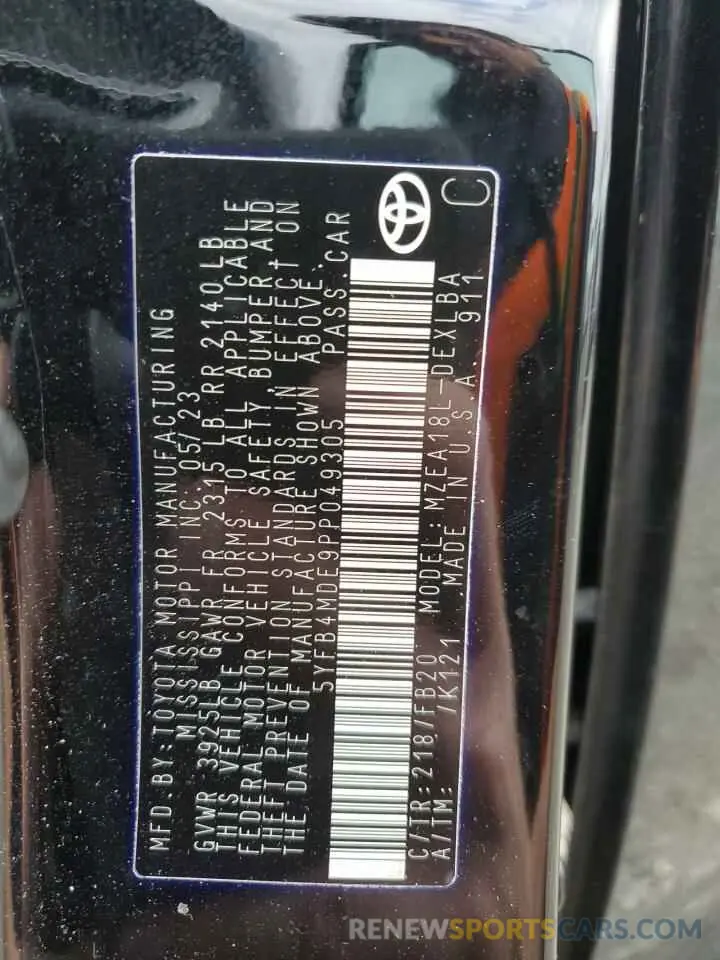 MFD.BY:TOYOTA MOTOR MANUFACTURING
MISSISSIPPI INC. 05/23
GVWR 3925LB GAWR FR 2315 LB RR 2140 LB
THIS VEHICLE CONFORMS TO ALL APPLICABLE
FEDERAL MOTOR VEHICLE SAFETY, BUMPER, AND
THEFT PREVENTION STANDARDS IN EFFECT ON
THE DATE OF MANUFACTURE SHOWN ABOVE.
5YFB4MDE9PP049305 PASS.CAR
C/TR:218/FB20 MODEL:MZEA18L-DEXLBA
A/TM: /K121 MADE IN U.S.A. 911
C
RENEWSPORTSCARS.COM